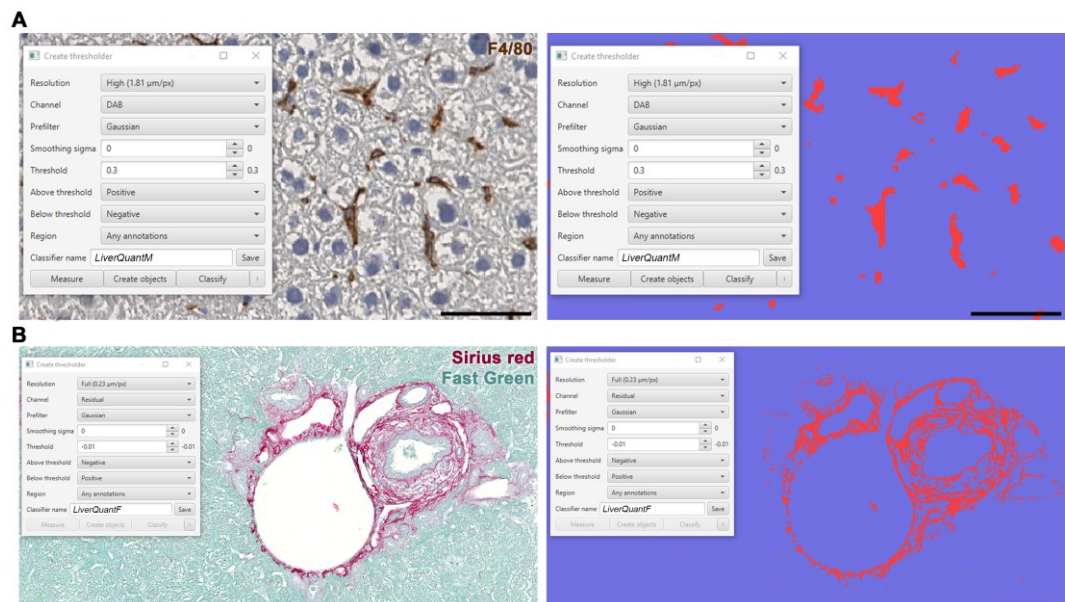 A
F4/80
Create thresholder
Resolution High (1.81 µm/px)
Channel DAB
Prefilter Gaussian
Smoothing sigma 0 0
Threshold 0.3 0.3
Above threshold Positive
Below threshold Negative
Region Any annotations
Classifier name LiverQuantM Save
Measure Create objects Classify
Create thresholder
Resolution High (1.81 µm/px)
Channel DAB
Prefilter Gaussian
Smoothing sigma 0 0
Threshold 0.3 0.3
Above threshold Positive
Below threshold Negative
Region Any annotations
Classifier name LiverQuantM Save
Measure Create objects Classify
B
Sirius red
Fast Green
Create thresholder
Resolution Full (0.23 µm/px)
Channel Residual
Prefilter Gaussian
Smoothing sigma 0 0
Threshold -0.01 -0.01
Above threshold Negative
Below threshold Positive
Region Any annotations
Classifier name LiverQuantF Save
Measure Create objects Classify
Create thresholder
Resolution Full (0.23 µm/px)
Channel Residual
Prefilter Gaussian
Smoothing sigma 0 0
Threshold -0.01 -0.01
Above threshold Negative
Below threshold Positive
Region Any annotations
Classifier name LiverQuantF Save
Measure Create objects Classify